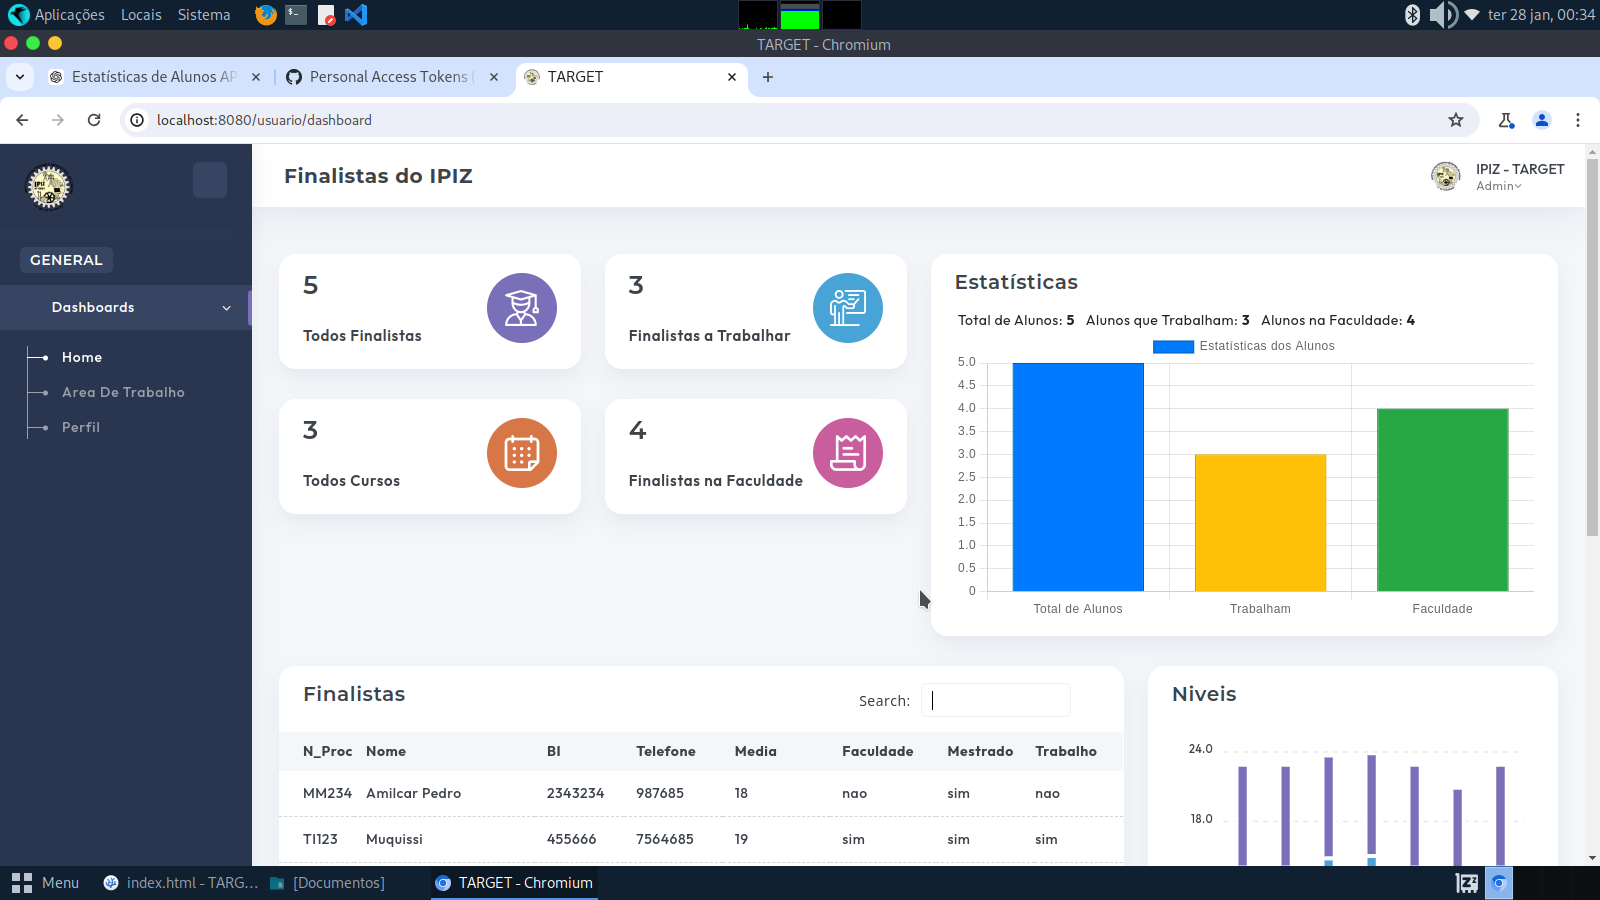 Aplicações Locais Sistema ter 28 jan, 00:34
TARGET - Chromium
Estatísticas de Alunos AP Personal Access Tokens ( TARGET
localhost:8080/usuario/dashboard
IPIZ
Finalistas do IPIZ
IPIZ - TARGET
Admin
GENERAL
Dashboards
Home
Area De Trabalho
Perfil
5
Todos Finalistas
3
Finalistas a Trabalhar
3
Todos Cursos
4
Finalistas na Faculdade
Estatísticas
Total de Alunos: 5 Alunos que Trabalham: 3 Alunos na Faculdade: 4
Estatísticas dos Alunos
5.0
4.5
4.0
3.5
3.0
2.5
2.0
1.5
1.0
0.5
0
Total de Alunos Trabalham Faculdade
Finalistas
Search:
N_Proc Nome BI Telefone Media Faculdade Mestrado Trabalho
MM234 Amilcar Pedro 2343234 987685 18 nao sim nao
TI123 Muquissi 455666 7564685 19 sim sim sim
Niveis
24.0
18.0
Menu index.html - TARG... [Documentos] TARGET - Chromium